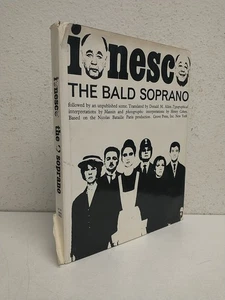 ionesco
THE BALD SOPRANO
followed by an unpublished scene. Translated by Donald M. Allen. Typographical
interpretations by Massin and photographic interpretations by Henry Cohen.
Based on the Nicolas Bataille Paris production. Grove Press, Inc. New York
ionesco the soprano